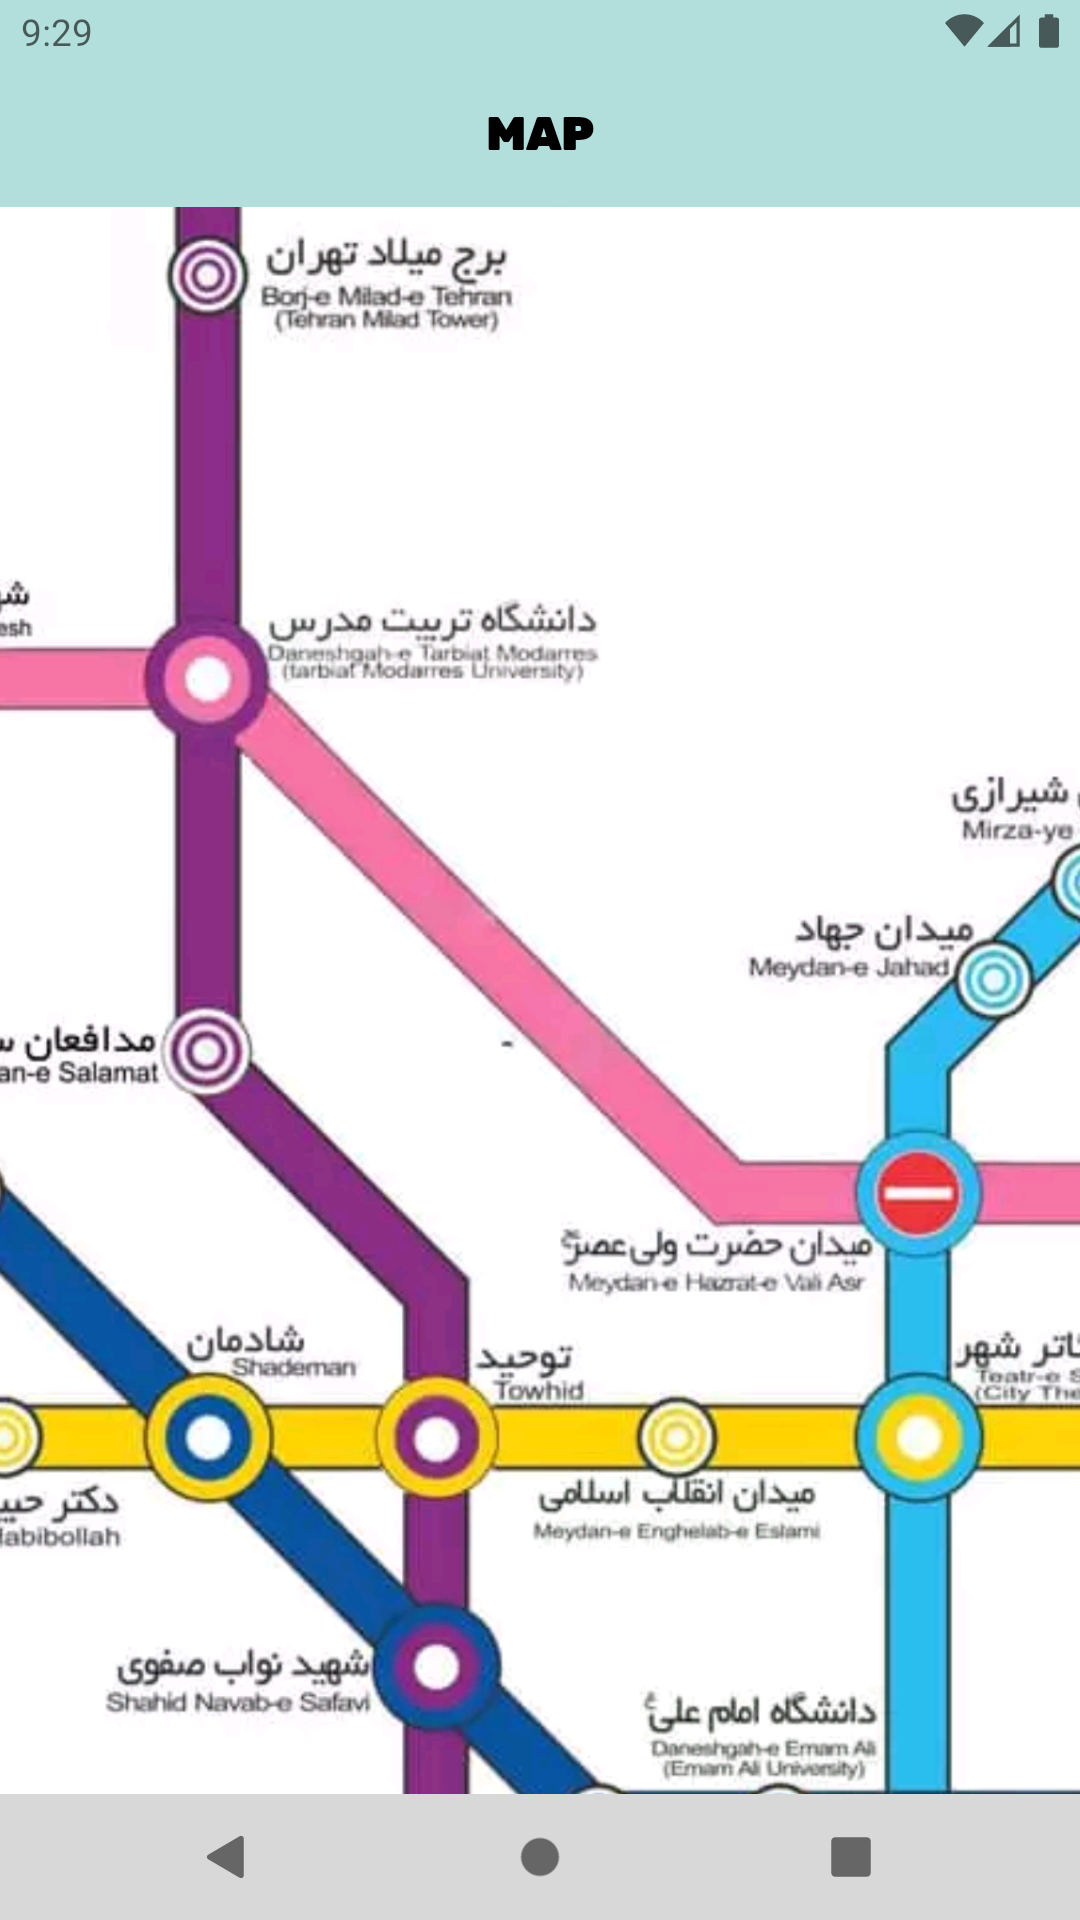 9:29
MAP
برج میلاد تهران
Borj-e Milad-e Tehran
(Tehran Milad Tower)
esh
دانشگاه تربیت مدرس
Daneshgah-e Tarbiat Modarres
(tarbiat Modarres University)
شیرازی
Mirza-ye
میدان جهاد
Meydan-e Jahad
مدافعان
an-e Salamat
میدان حضرت ولی‌عصر
Meydan-e Hazrat-e Vali Asr
شادمان
Shademan
توحید
Towhid
شهر
Teatr-e S
(City The
دکتر
Habibollah
میدان انقلاب اسلامی
Meydan-e Enghelab-e Eslami
شهید نواب صفوی
Shahid Navab-e Safavi
دانشگاه امام علی
Daneshgah-e Emam Ali
(Emam Ali University)